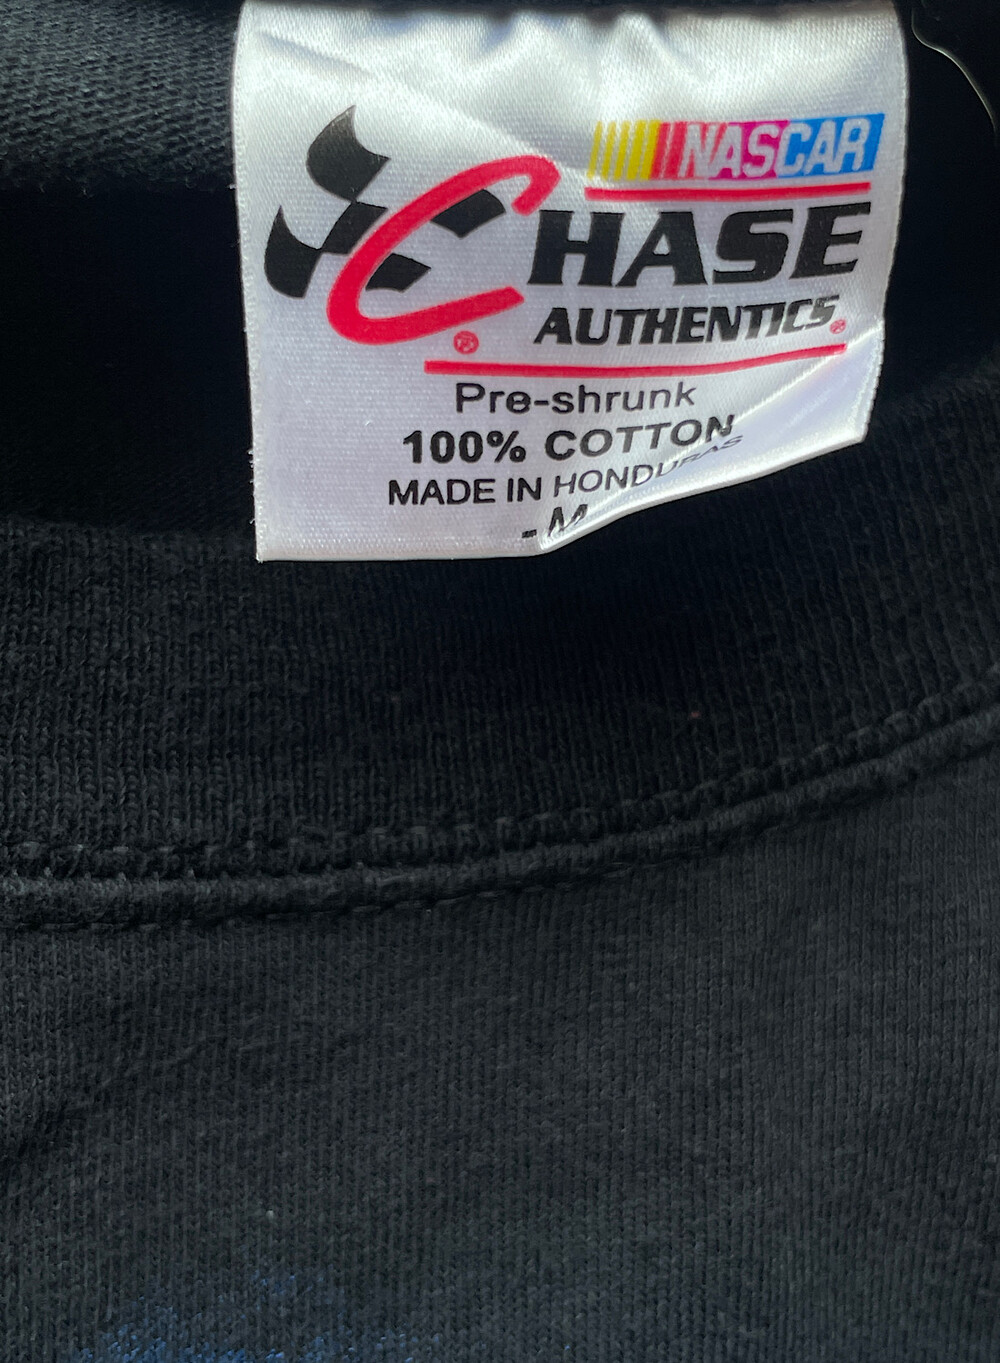 NASCAR
CHASE
AUTHENTICS®
®
Pre-shrunk
100% COTTON
MADE IN HONDURAS
- M